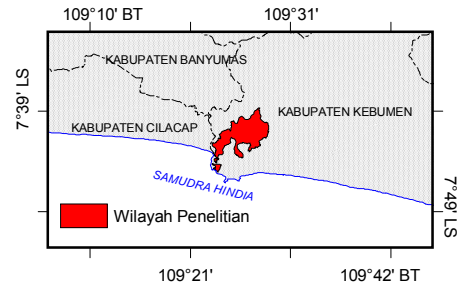 109°10' BT
109°31'
KABUPATEN BANYUMAS
7°39' LS
KABUPATEN KEBUMEN
KABUPATEN CILACAP
SAMUDRA HINDIA
7°49' LS
Wilayah Penelitian
109°21'
109°42' BT